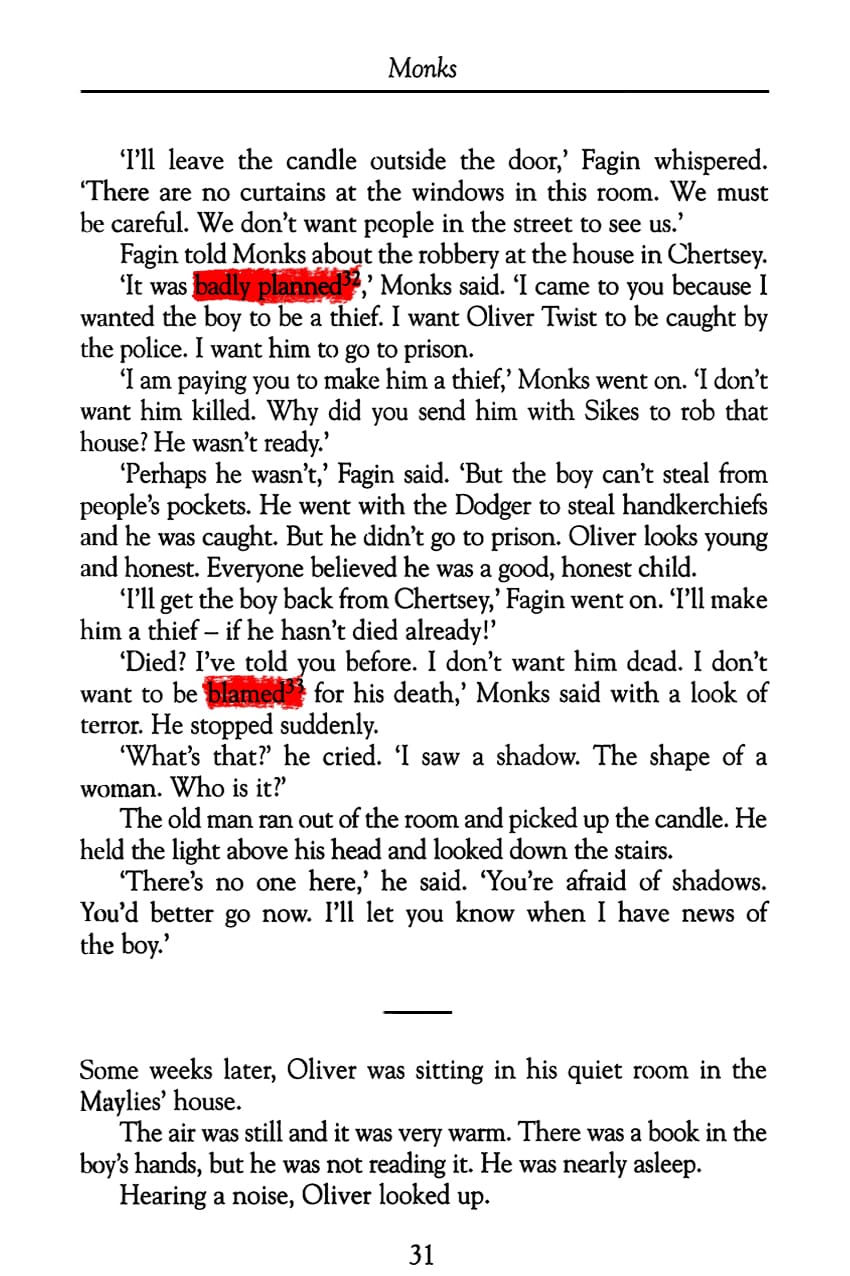 Monks
‘I’ll leave the candle outside the door,’ Fagin whispered.
‘There are no curtains at the windows in this room. We must
be careful. We don’t want people in the street to see us.’
Fagin told Monks about the robbery at the house in Chertsey.
‘It was badly planned³²,’ Monks said. ‘I came to you because I
wanted the boy to be a thief. I want Oliver Twist to be caught by
the police. I want him to go to prison.
‘I am paying you to make him a thief,’ Monks went on. ‘I don’t
want him killed. Why did you send him with Sikes to rob that
house? He wasn’t ready.’
‘Perhaps he wasn’t,’ Fagin said. ‘But the boy can’t steal from
people’s pockets. He went with the Dodger to steal handkerchiefs
and he was caught. But he didn’t go to prison. Oliver looks young
and honest. Everyone believed he was a good, honest child.
‘I’ll get the boy back from Chertsey,’ Fagin went on. ‘I’ll make
him a thief – if he hasn’t died already!’
‘Died? I’ve told you before. I don’t want him dead. I don’t
want to be blamed³³ for his death,’ Monks said with a look of
terror. He stopped suddenly.
‘What’s that?’ he cried. ‘I saw a shadow. The shape of a
woman. Who is it?’
The old man ran out of the room and picked up the candle. He
held the light above his head and looked down the stairs.
‘There’s no one here,’ he said. ‘You’re afraid of shadows.
You’d better go now. I’ll let you know when I have news of
the boy.’
Some weeks later, Oliver was sitting in his quiet room in the
Maylies’ house.
The air was still and it was very warm. There was a book in the
boy’s hands, but he was not reading it. He was nearly asleep.
Hearing a noise, Oliver looked up.
31